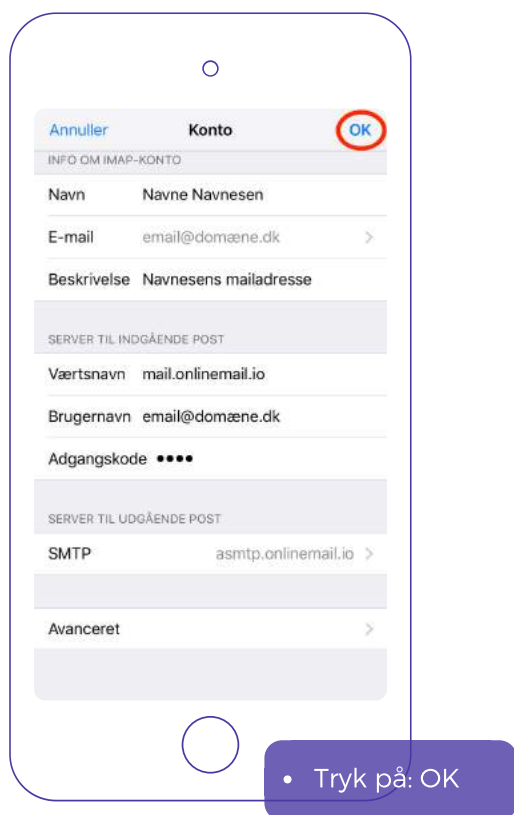 Annuller Konto OK
INFO OM IMAP-KONTO
Navn Navne Navnesen
E-mail email@domæne.dk
Beskrivelse Navnesens mailadresse
SERVER TIL INDGÅENDE POST
Værtsnavn mail.onlinemail.io
Brugernavn email@domæne.dk
Adgangskode ••••
SERVER TIL UDGÅENDE POST
SMTP asmtp.onlinemail.io
Avanceret
• Tryk på: OK